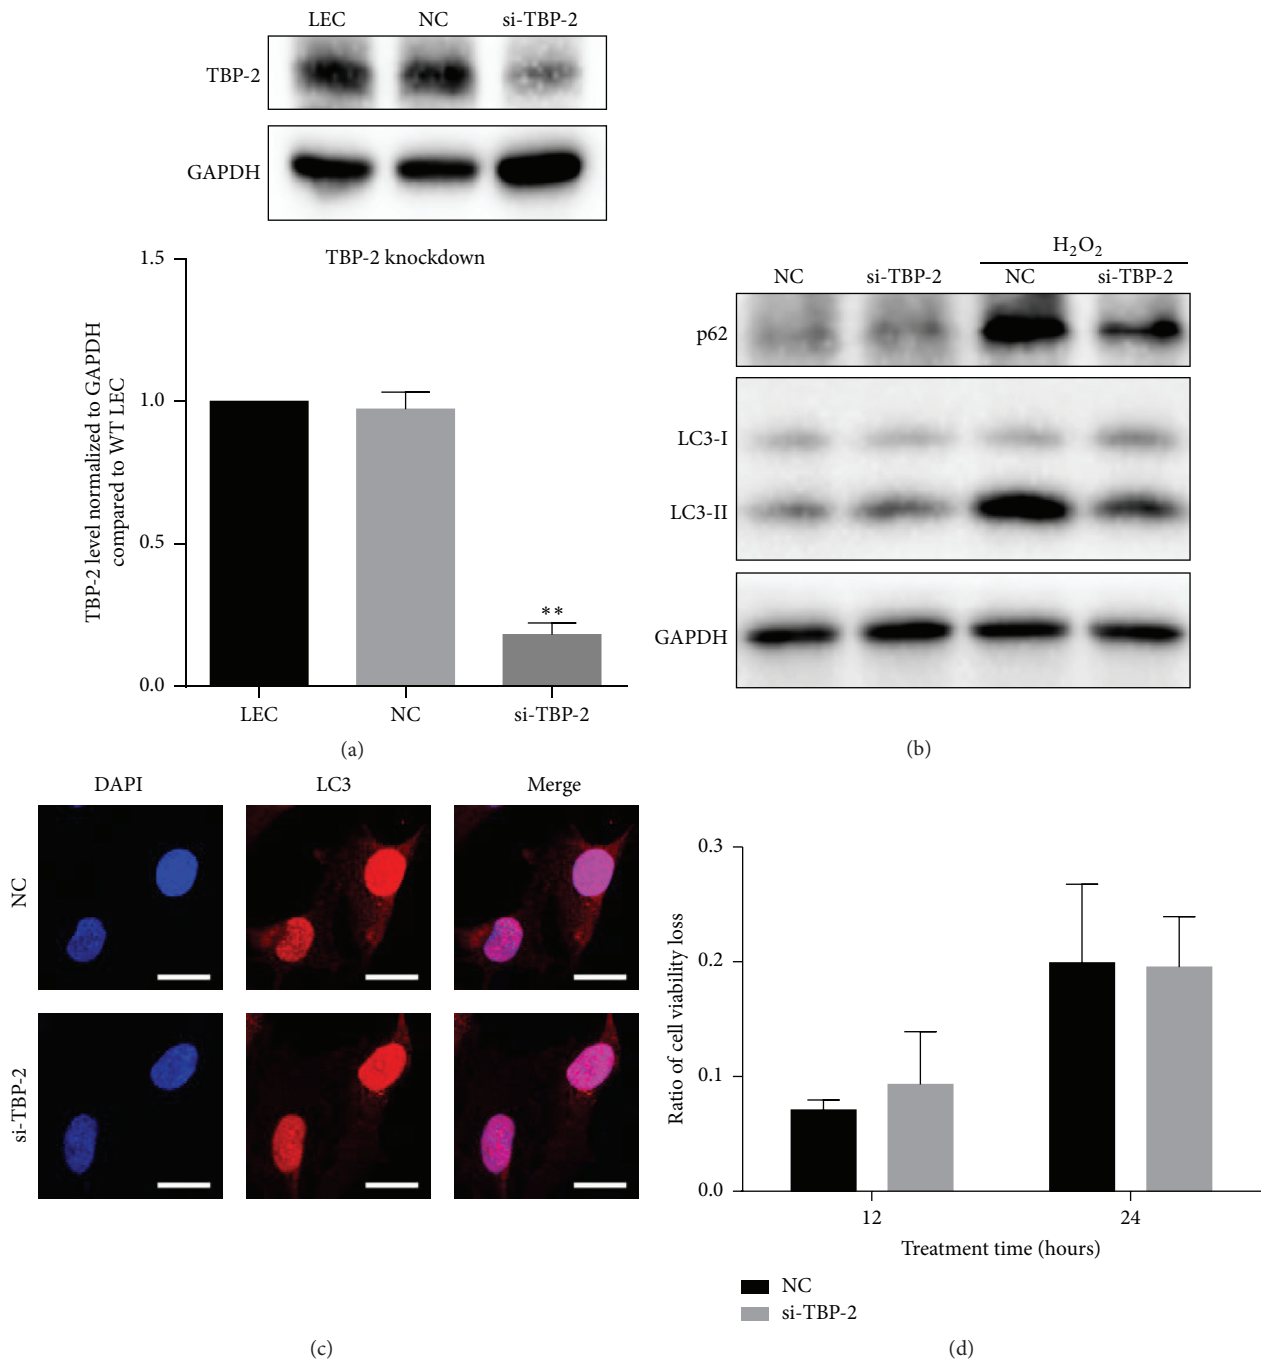 LEC NC si-TBP-2
TBP-2
GAPDH
TBP-2 knockdown
TBP-2 level normalized to GAPDH
compared to WT LEC
1.5
1.0
0.5
0.0
**
LEC NC si-TBP-2
(a)
H₂O₂
NC si-TBP-2 NC si-TBP-2
p62
LC3-I
LC3-II
GAPDH
(b)
DAPI LC3 Merge
NC
si-TBP-2
(c)
Ratio of cell viability loss
0.3
0.2
0.1
0.0
12 24
Treatment time (hours)
NC
si-TBP-2
(d)